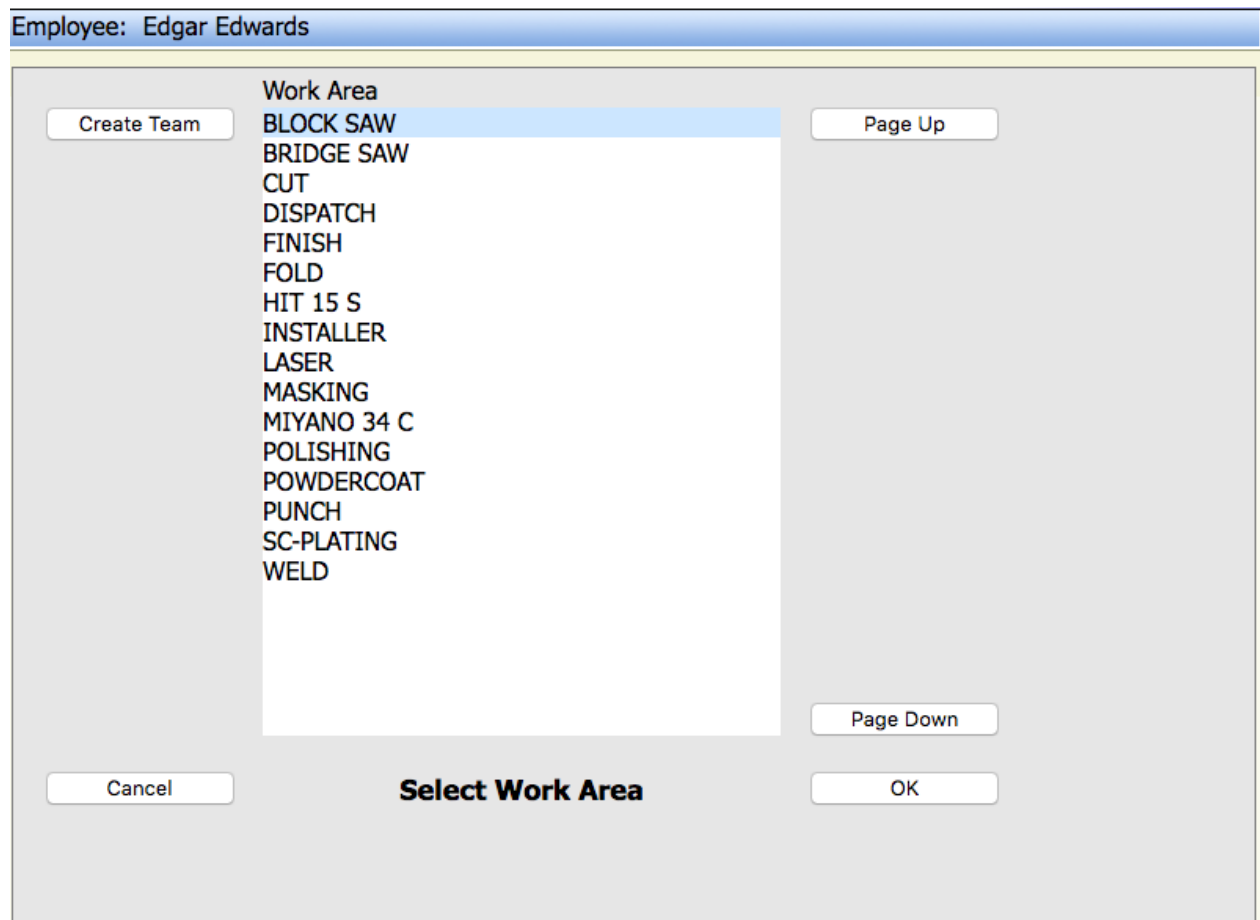 Employee: Edgar Edwards
Work Area
Create Team
BLOCK SAW
Page Up
BRIDGE SAW
CUT
DISPATCH
FINISH
FOLD
HIT 15 S
INSTALLER
LASER
MASKING
MIYANO 34 C
POLISHING
POWDERCOAT
PUNCH
SC-PLATING
WELD
Page Down
Cancel
Select Work Area
OK